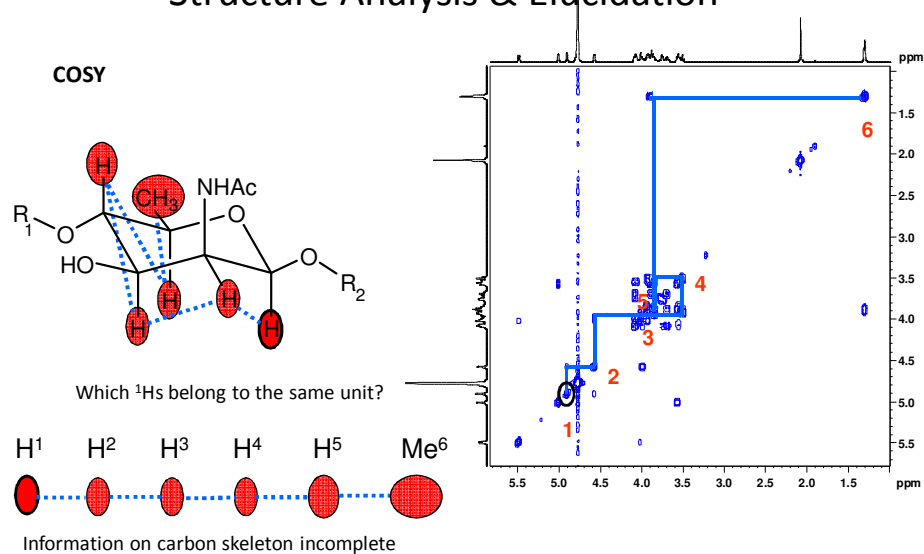 Structure Analysis & Elucidation
COSY
H
CH3
NHAc
O
R1
O
HO
O
R2
H
H
H
H
Which 1Hs belong to the same unit?
H1 H2 H3 H4 H5 Me6
Information on carbon skeleton incomplete
ppm
6
1.5
2.0
2.5
3.0
4
3.5
5
4.0
3
4.5
2
5.0
1
5.5
5.5 5.0 4.5 4.0 3.5 3.0 2.5 2.0 1.5
ppm